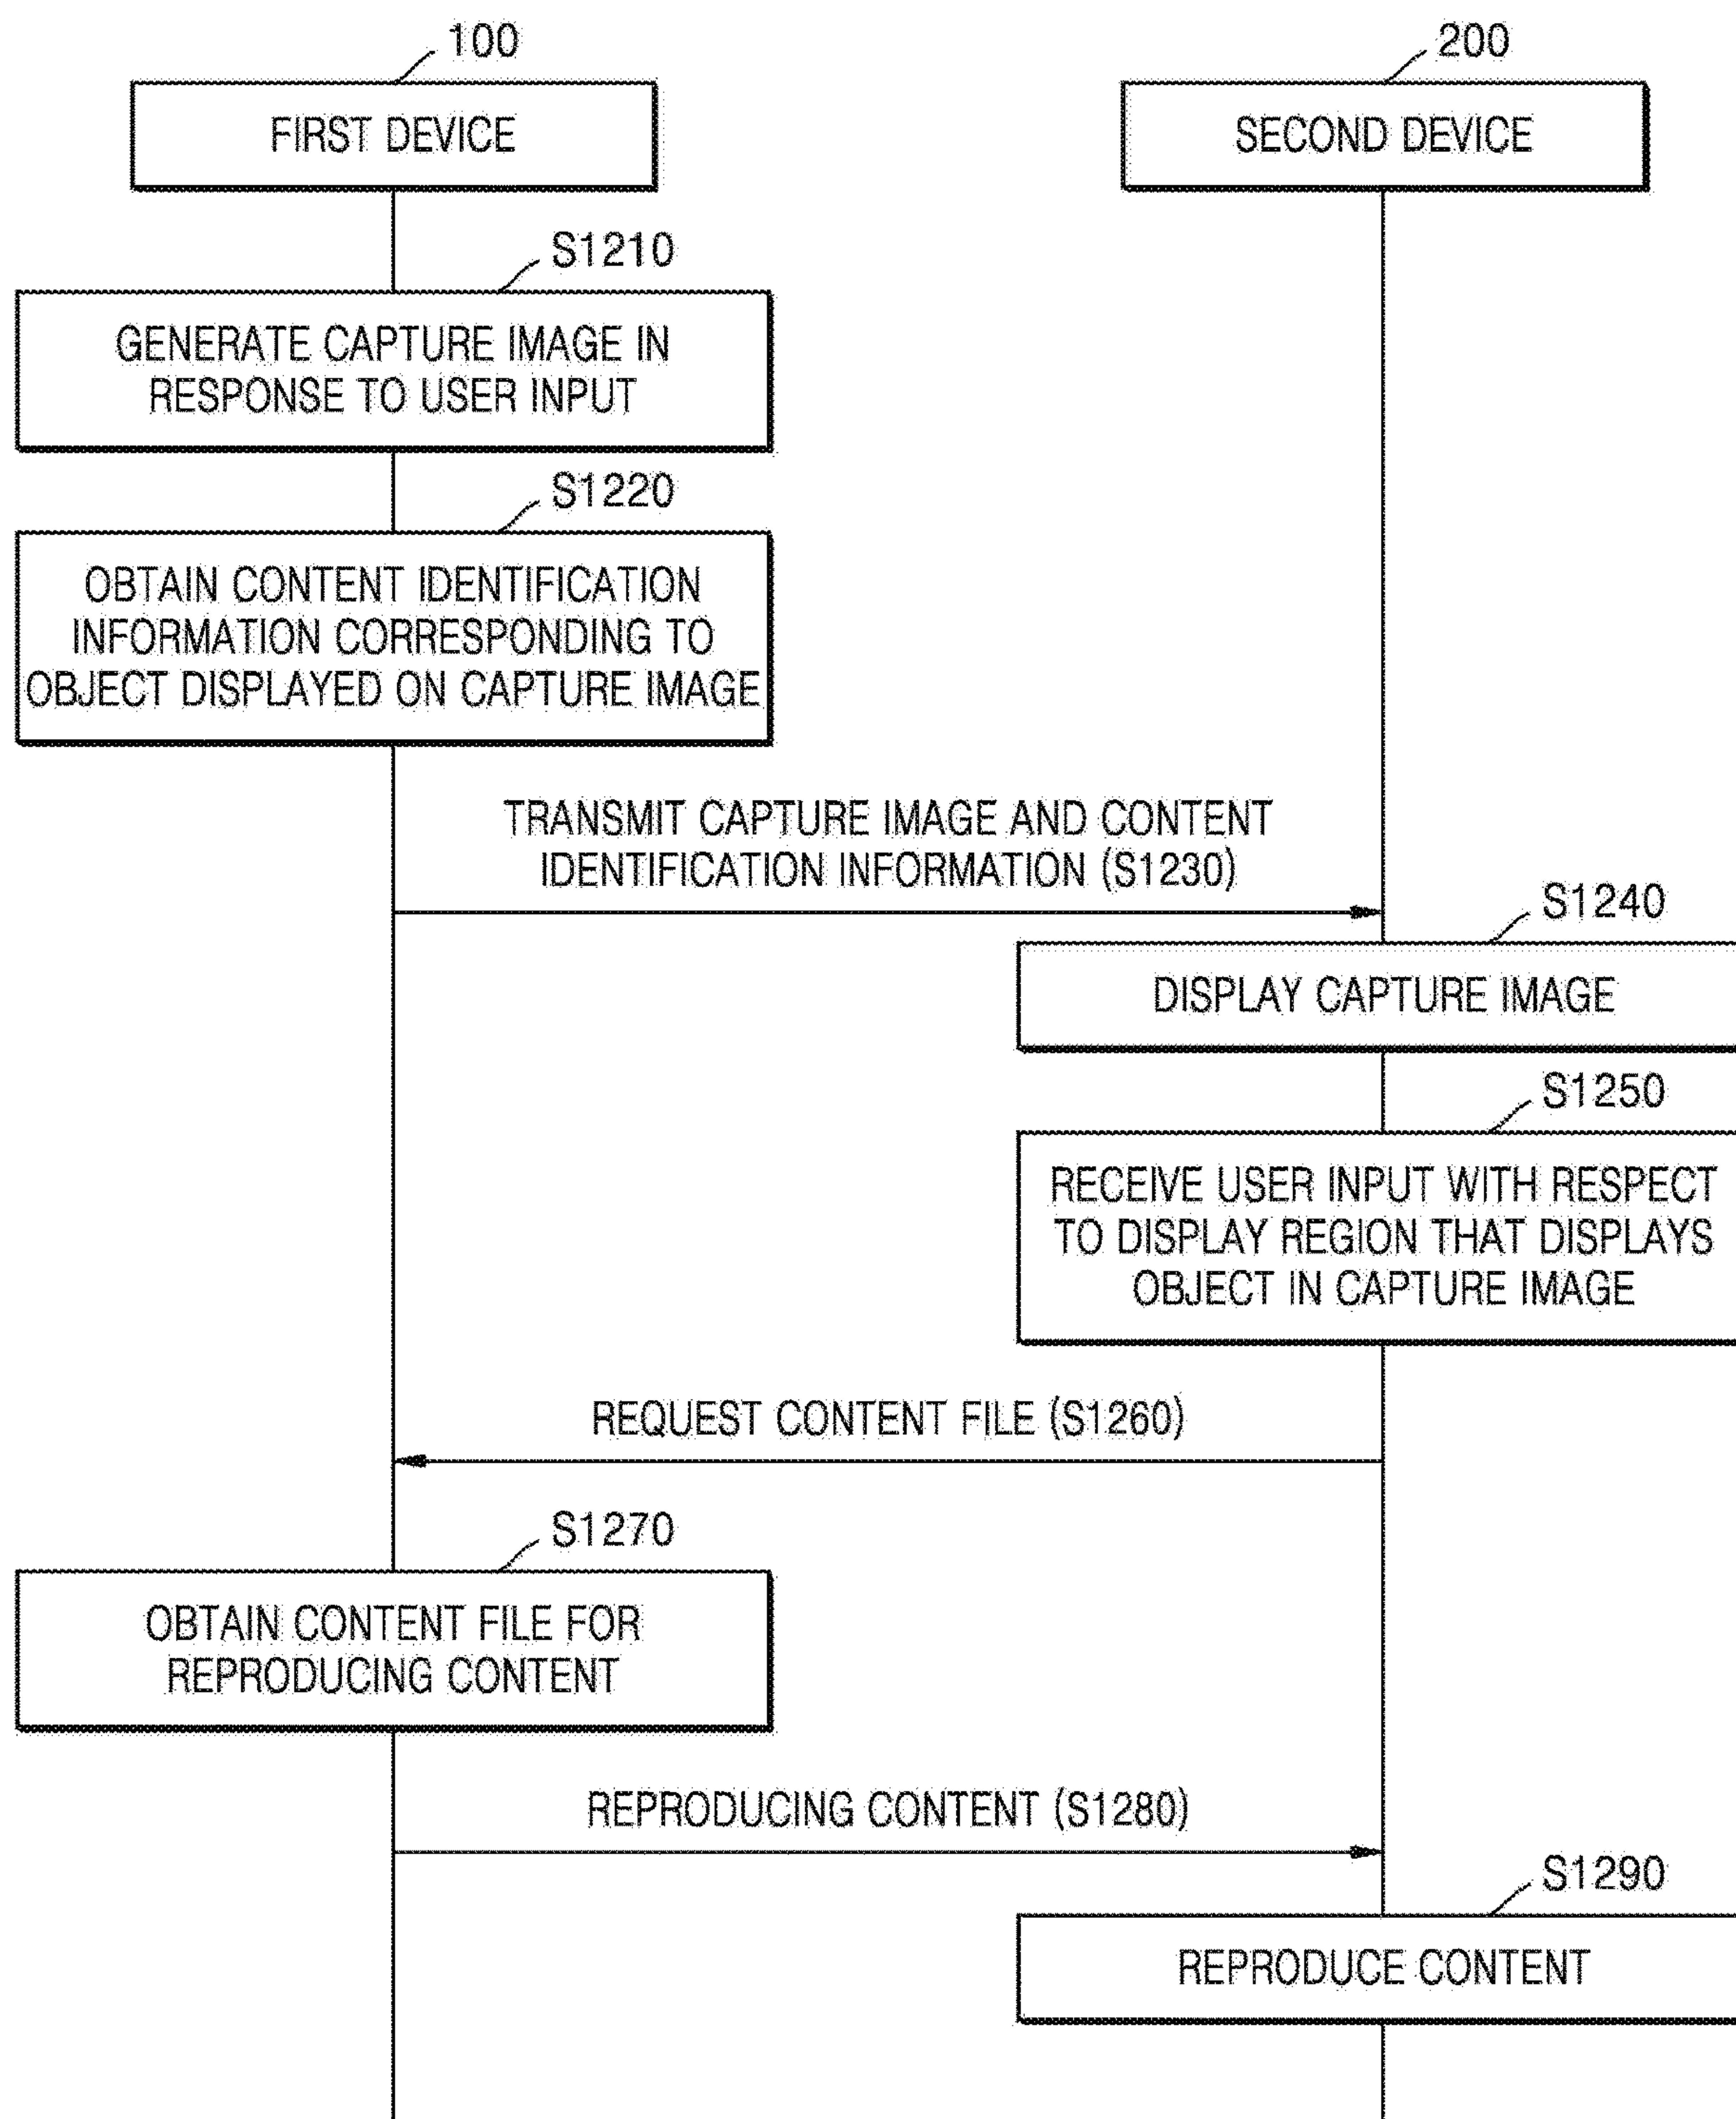 100
200
FIRST DEVICE
SECOND DEVICE
S1210
GENERATE CAPTURE IMAGE IN
RESPONSE TO USER INPUT
S1220
OBTAIN CONTENT IDENTIFICATION
INFORMATION CORRESPONDING TO
OBJECT DISPLAYED ON CAPTURE IMAGE
TRANSMIT CAPTURE IMAGE AND CONTENT
IDENTIFICATION INFORMATION (S1230)
S1240
DISPLAY CAPTURE IMAGE
S1250
RECEIVE USER INPUT WITH RESPECT
TO DISPLAY REGION THAT DISPLAYS
OBJECT IN CAPTURE IMAGE
REQUEST CONTENT FILE (S1260)
S1270
OBTAIN CONTENT FILE FOR
REPRODUCING CONTENT
REPRODUCING CONTENT (S1280)
S1290
REPRODUCE CONTENT